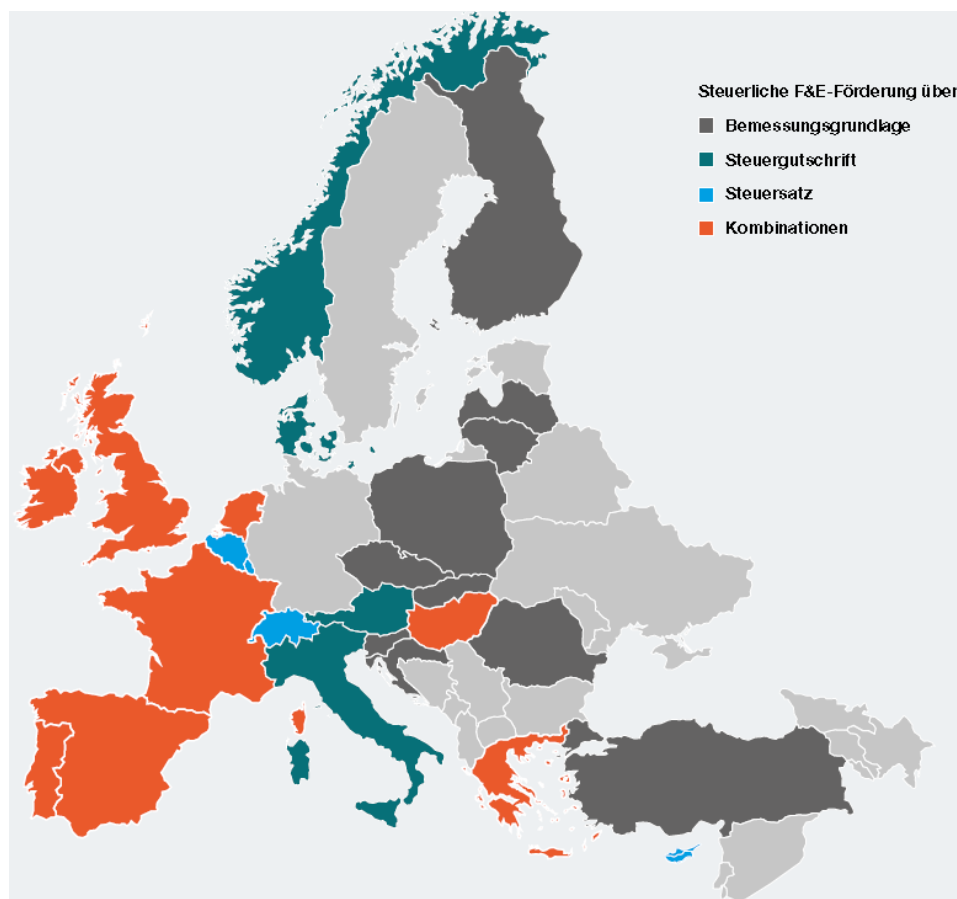 Steuerliche F&E-Förderung über
Bemessungsgrundlage
Steuergutschrift
Steuersatz
Kombinationen